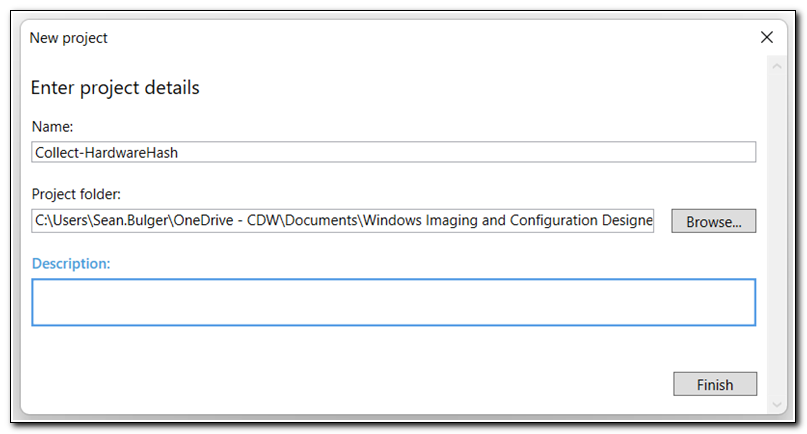 New project
Enter project details
Name:
Collect-HardwareHash
Project folder:
C:\Users\Sean.Bulger\OneDrive - CDW\Documents\Windows Imaging and Configuration Designe
Browse...
Description:
Finish